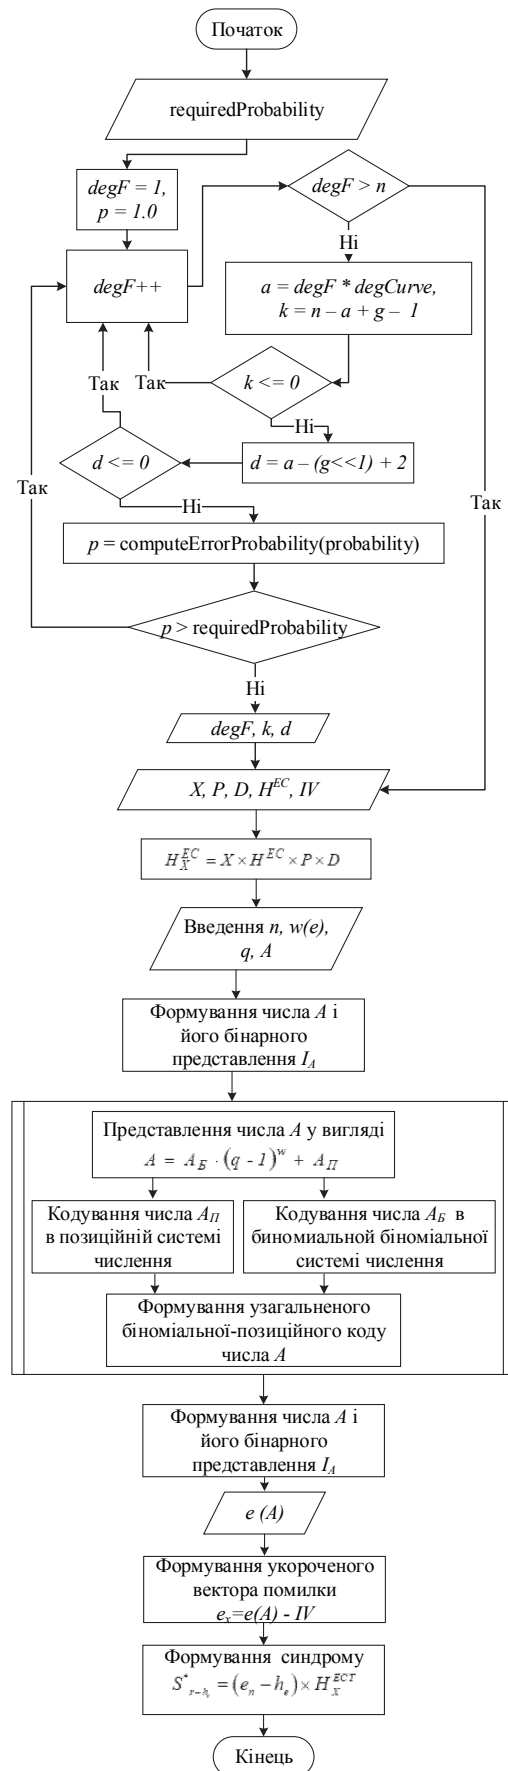 Початок
requiredProbability
degF = 1,
p = 1.0
degF > n
Ні
degF++
a = degF * degCurve,
k = n – a + g – 1
Так
Так
k <= 0
Ні
d <= 0
d = a – (g<<1) + 2
Так
Так
Ні
p = computeErrorProbability(probability)
p > requiredProbability
Ні
degF, k, d
X, P, D, H^EC, IV
H_X^EC = X × H^EC × P × D
Введення n, w(e),
q, A
Формування числа A і
його бінарного
представлення I_A
Представлення числа A у вигляді
A = A_Б · (q - 1)^w + A_П
Кодування числа A_П
в позиційній системі
числення
Кодування числа A_Б в
биномиальной біноміальної
системі числення
Формування узагальненого
біноміальної-позиційного коду
числа A
Формування числа A і
його бінарного
представлення I_A
e (A)
Формування укороченого
вектора помилки
e_x=e(A) - IV
Формування синдрому
S*_r–h_e = (e_n – h_e) × H_X^ECT
Кінець